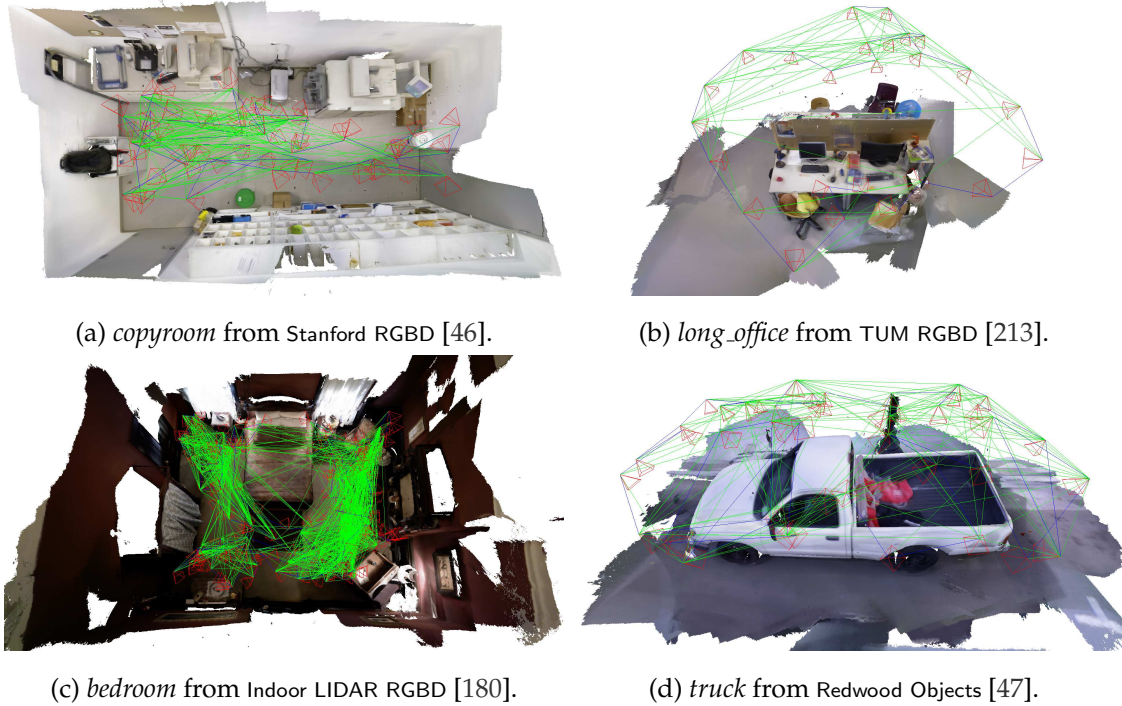 (a) copyroom from Stanford RGBD [46].
(b) long_office from TUM RGBD [213].
(c) bedroom from Indoor LIDAR RGBD [180].
(d) truck from Redwood Objects [47].